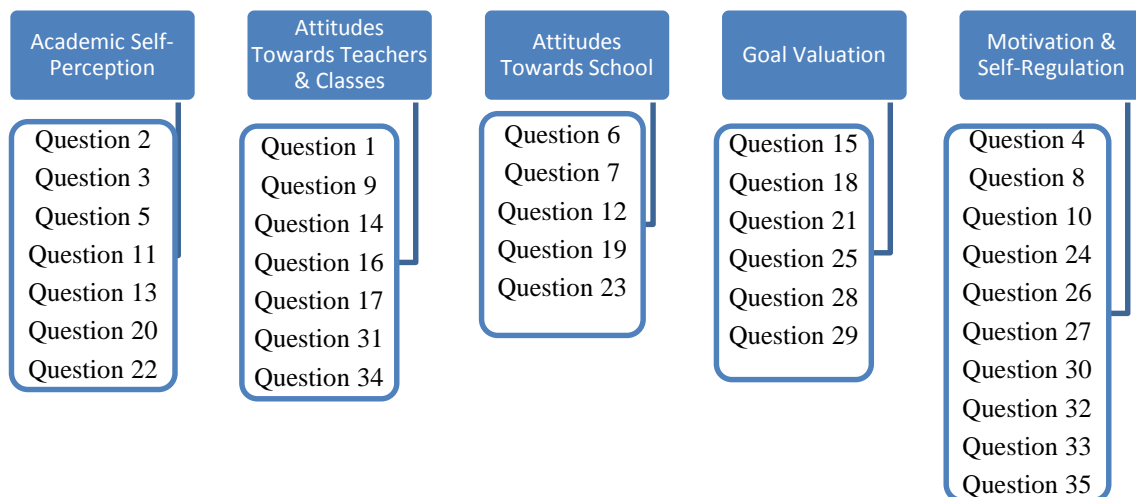 Academic Self-
Perception
Question 2
Question 3
Question 5
Question 11
Question 13
Question 20
Question 22
Attitudes
Towards Teachers
& Classes
Question 1
Question 9
Question 14
Question 16
Question 17
Question 31
Question 34
Attitudes
Towards School
Question 6
Question 7
Question 12
Question 19
Question 23
Goal Valuation
Question 15
Question 18
Question 21
Question 25
Question 28
Question 29
Motivation &
Self-Regulation
Question 4
Question 8
Question 10
Question 24
Question 26
Question 27
Question 30
Question 32
Question 33
Question 35